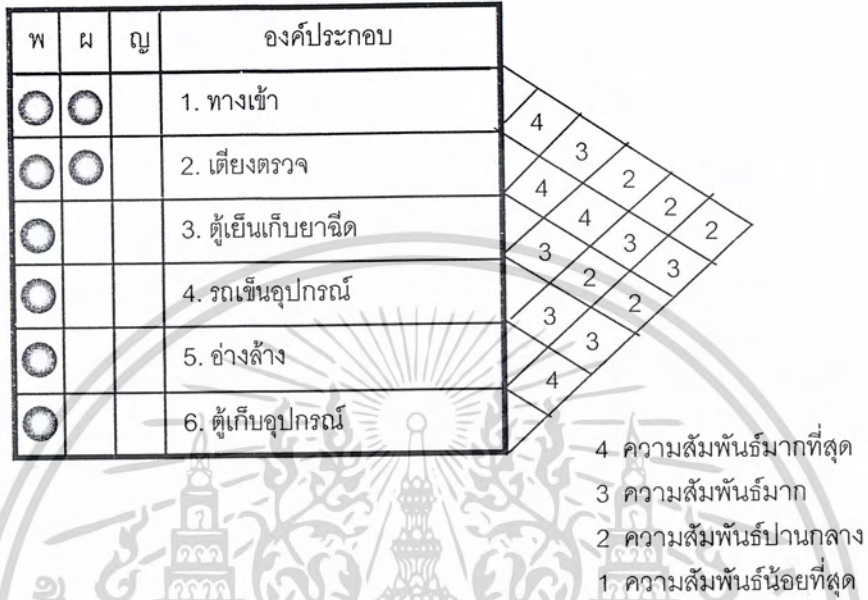 พ ผ ญ องค์ประกอบ
1. ทางเข้า
2. เตียงตรวจ
3. ตู้เย็นเก็บยาฉีด
4. รถเข็นอุปกรณ์
5. อ่างล้าง
6. ตู้เก็บอุปกรณ์
4 3 2 2 2
4 4 3 3
3 2 2
3 3
4
4 ความสัมพันธ์มากที่สุด
3 ความสัมพันธ์มาก
2 ความสัมพันธ์ปานกลาง
1 ความสัมพันธ์น้อยที่สุด